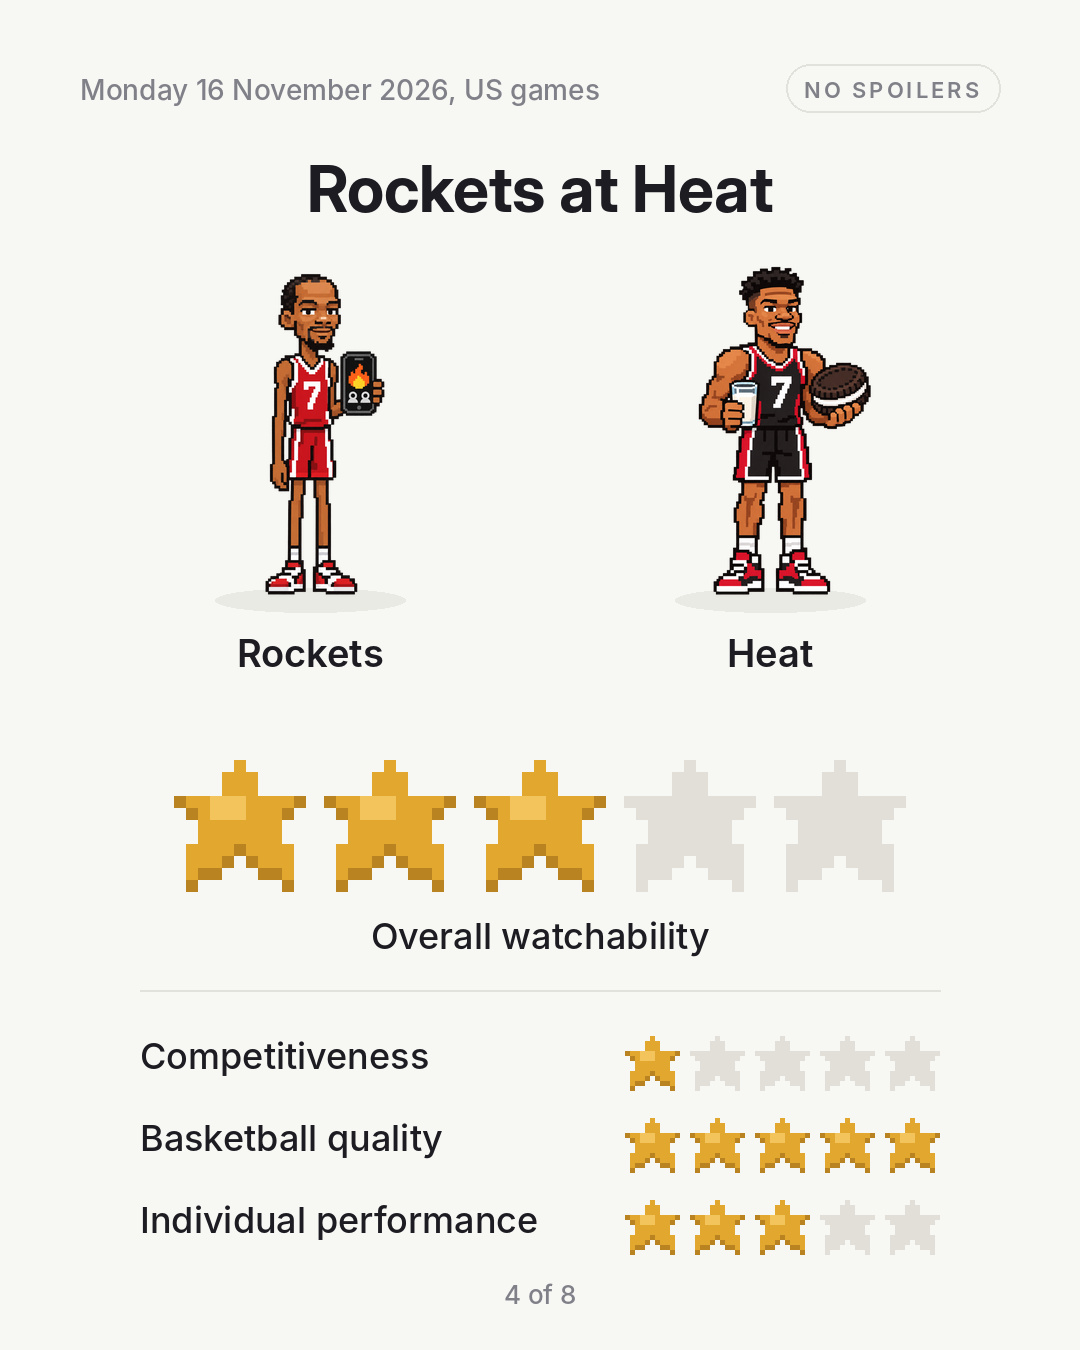 Monday 16 November 2026, US games
NO SPOILERS
Rockets at Heat
7
7
Rockets
Heat
Overall watchability
Competitiveness
Basketball quality
Individual performance
4 of 8